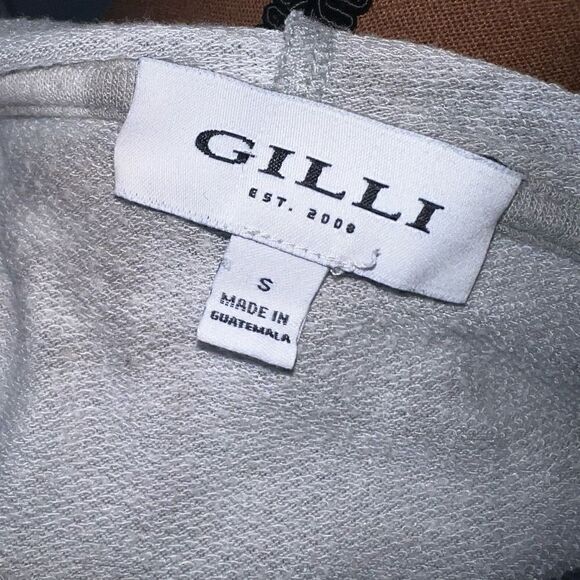 GILLI
EST. 2008
S
MADE IN
GUATEMALA